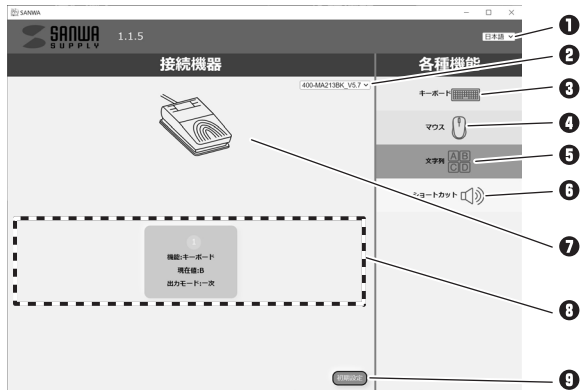 SANWA
SANWA
SUPPLY
1.1.5
日本語
接続機器
各種機能
400-MA213BK_V5.7
キーボード
マウス
文字列
A B
C D
ショートカット
1
機能:キーボード
現在値:B
出力モード:一次
初期設定
1
2
3
4
5
6
7
8
9